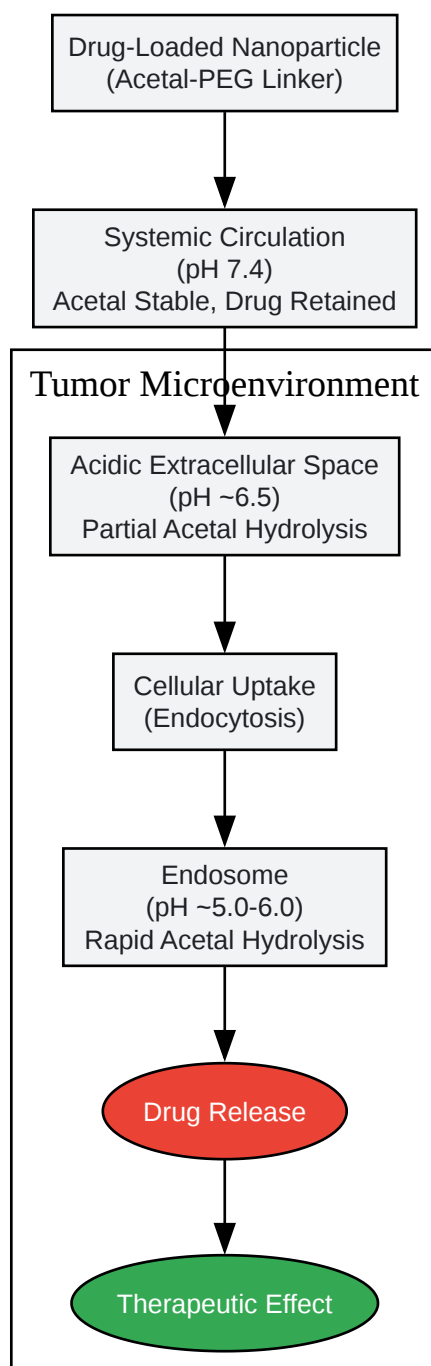 Drug-Loaded Nanoparticle
(Acetal-PEG Linker)
Systemic Circulation
(pH 7.4)
Acetal Stable, Drug Retained
Tumor Microenvironment
Acidic Extracellular Space
(pH ~6.5)
Partial Acetal Hydrolysis
Cellular Uptake
(Endocytosis)
Endosome
(pH ~5.0-6.0)
Rapid Acetal Hydrolysis
Drug Release
Therapeutic Effect